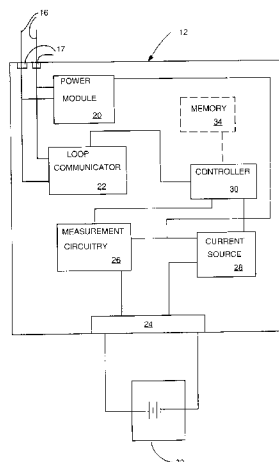 16
17
12
POWER
MODULE
20
MEMORY
34
LOOP
COMMUNICATOR
22
CONTROLLER
30
MEASUREMENT
CIRCUITRY
26
CURRENT
SOURCE
28
24